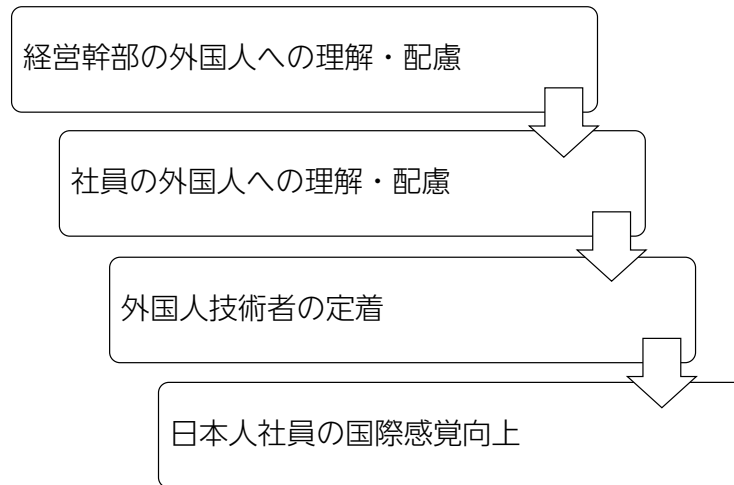 経営幹部の外国人への理解・配慮
社員の外国人への理解・配慮
外国人技術者の定着
日本人社員の国際感覚向上